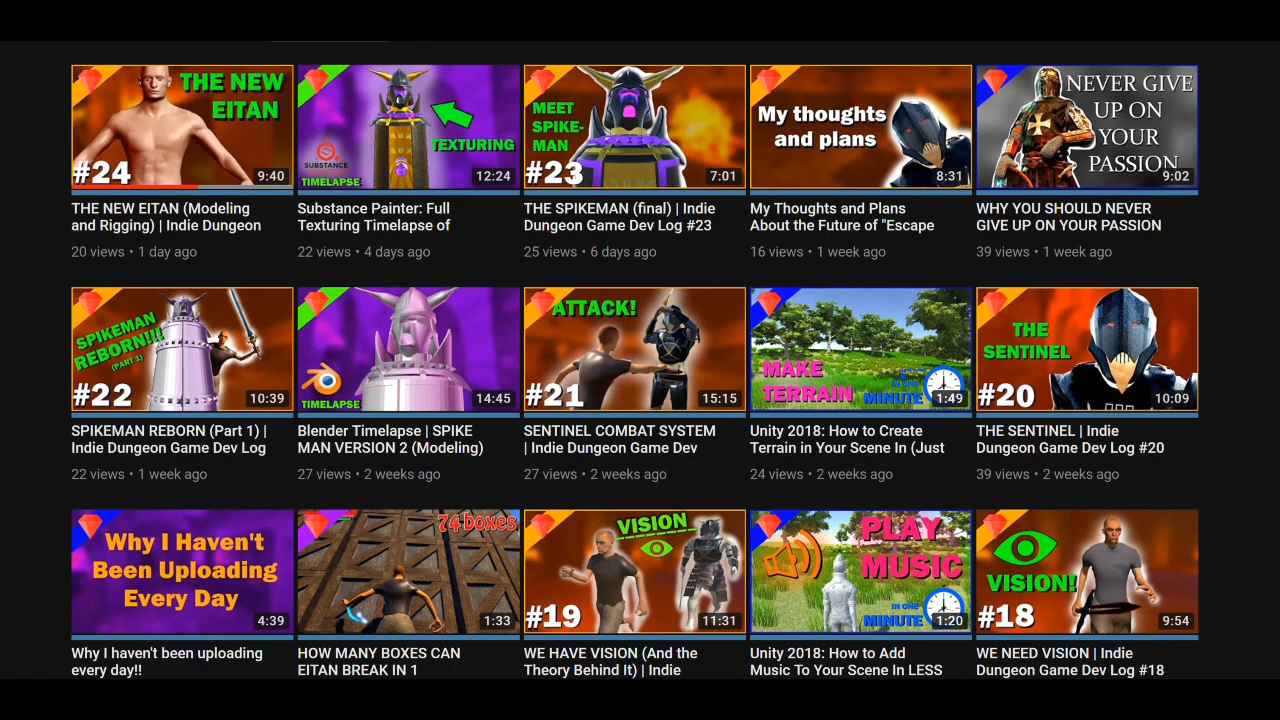 THE NEW
EITAN
#24
9:40
THE NEW EITAN (Modeling
and Rigging) | Indie Dungeon
20 views • 1 day ago
TEXTURING
SUBSTANCE
TIMELAPSE
12:24
Substance Painter: Full
Texturing Timelapse of
22 views • 4 days ago
MEET
SPIKE-
MAN
#23
7:01
THE SPIKEMAN (final) | Indie
Dungeon Game Dev Log #23
25 views • 6 days ago
My thoughts
and plans
8:31
My Thoughts and Plans
About the Future of "Escape
16 views • 1 week ago
NEVER GIVE
UP ON
YOUR
PASSION
9:02
WHY YOU SHOULD NEVER
GIVE UP ON YOUR PASSION
39 views • 1 week ago
SPIKEMAN
REBORN!!!
(PART 1)
#22
10:39
SPIKEMAN REBORN (Part 1) |
Indie Dungeon Game Dev Log
22 views • 1 week ago
TIMELAPSE
14:45
Blender Timelapse | SPIKE
MAN VERSION 2 (Modeling)
27 views • 2 weeks ago
ATTACK!
#21
15:15
SENTINEL COMBAT SYSTEM
| Indie Dungeon Game Dev
27 views • 2 weeks ago
MAKE
TERRAIN
MINUTE
1:49
Unity 2018: How to Create
Terrain in Your Scene In (Just
24 views • 2 weeks ago
THE
SENTINEL
#20
10:09
THE SENTINEL | Indie
Dungeon Game Dev Log #20
39 views • 2 weeks ago
Why I Haven't
Been Uploading
Every Day
4:39
Why I haven't been uploading
every day!!
74 boxes
1:33
HOW MANY BOXES CAN
EITAN BREAK IN 1
VISION
#19
11:31
WE HAVE VISION (And the
Theory Behind It) | Indie
PLAY
MUSIC
IN ONE
MINUTE
1:20
Unity 2018: How to Add
Music To Your Scene In LESS
VISION!
#18
9:54
WE NEED VISION | Indie
Dungeon Game Dev Log #18